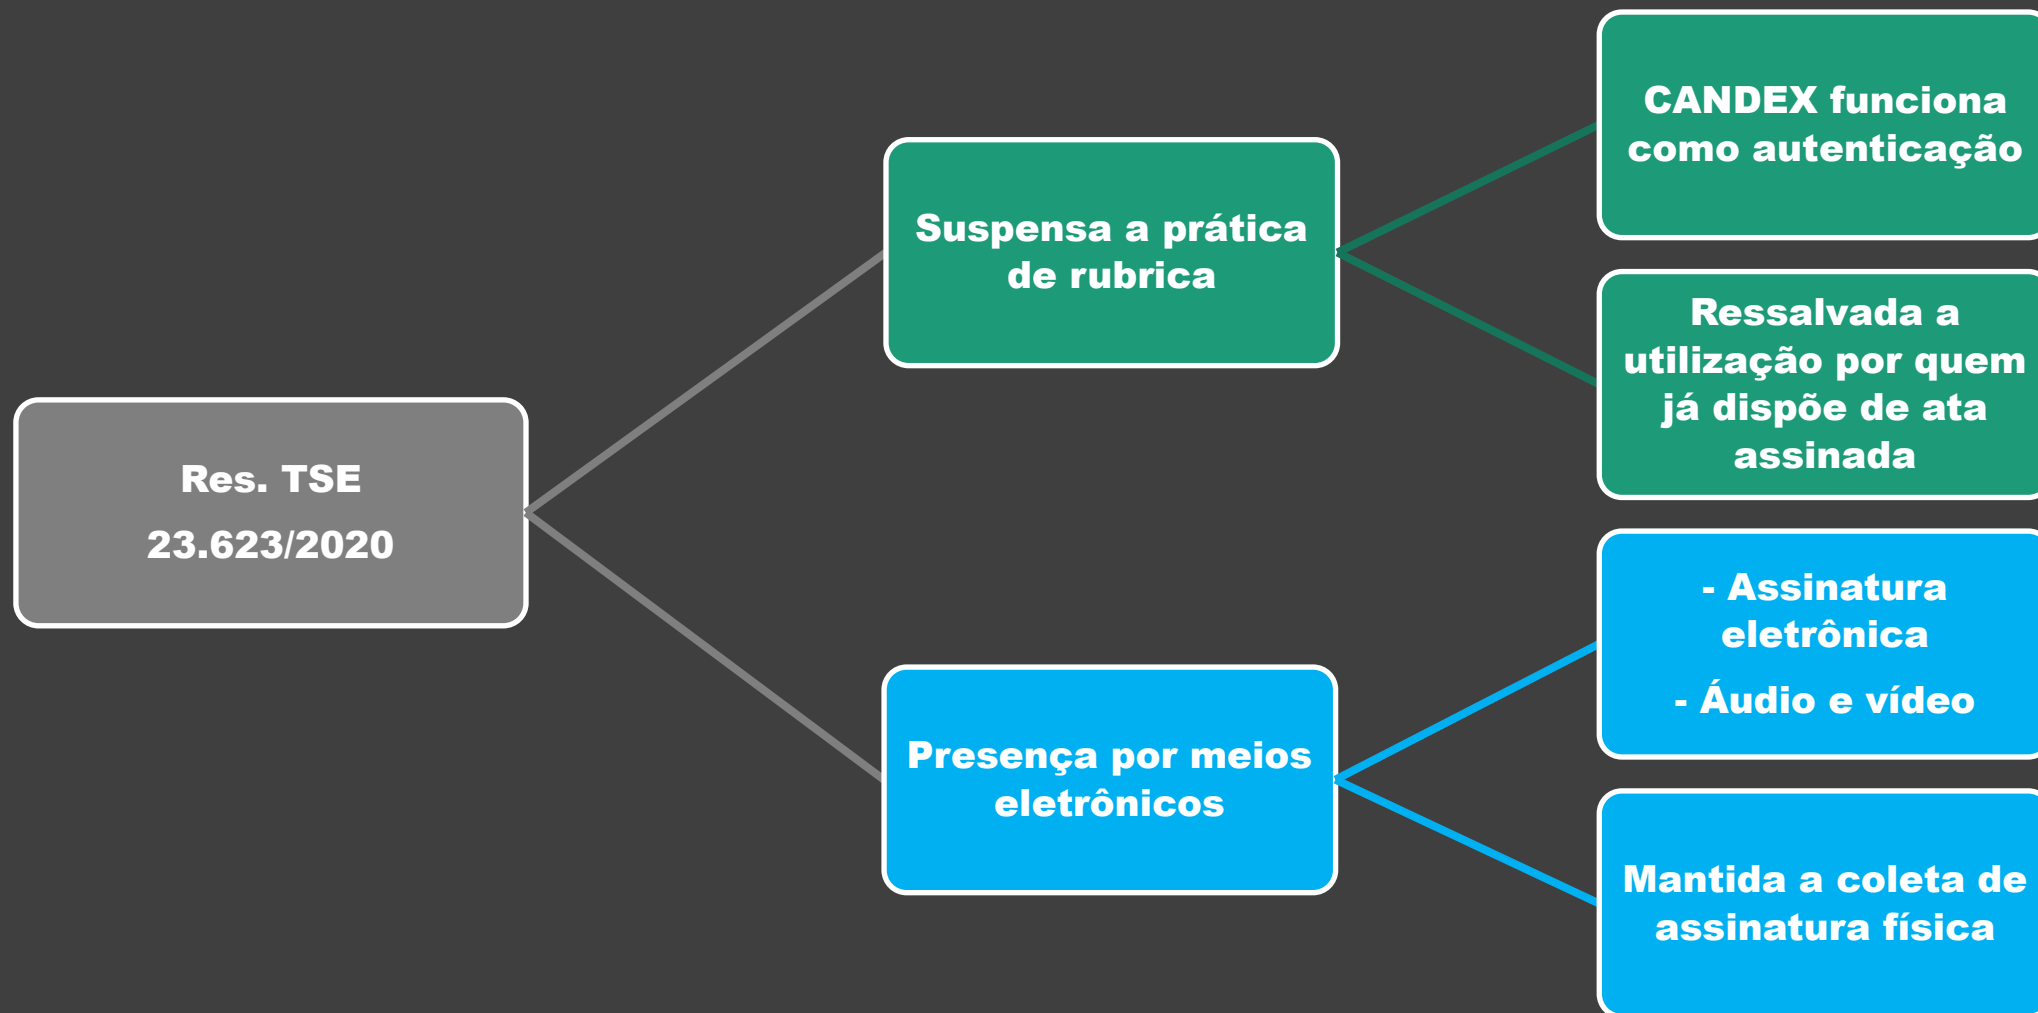 Res. TSE
23.623/2020
Suspensa a prática
de rubrica
CANDEX funciona
como autenticação
Ressalvada a
utilização por quem
já dispõe de ata
assinada
Presença por meios
eletrônicos
- Assinatura
eletrônica
- Áudio e vídeo
Mantida a coleta de
assinatura física